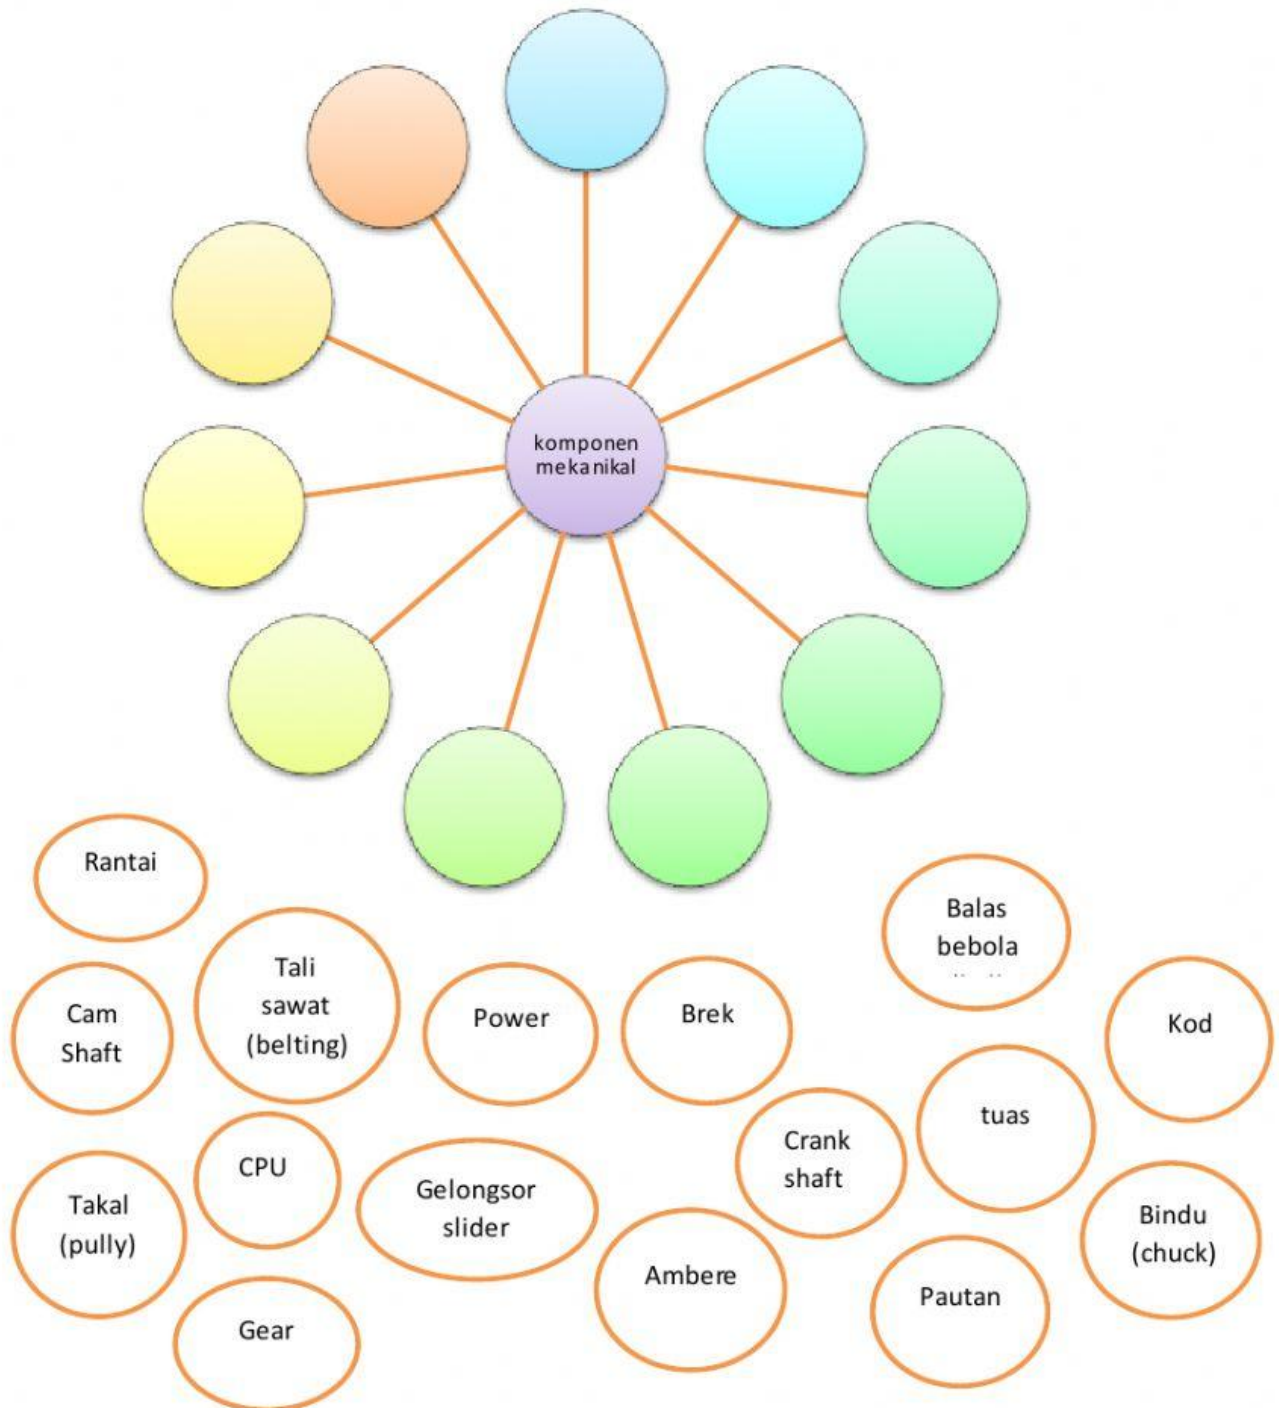 komponen
mekanikal
Rantai
Balas
bebola
Tali
sawat
(belting)
Cam
Shaft
Power
Brek
Kod
tuas
Crank
shaft
CPU
Gelongsor
slider
Takal
(pully)
Bindu
(chuck)
Ambere
Pautan
Gear